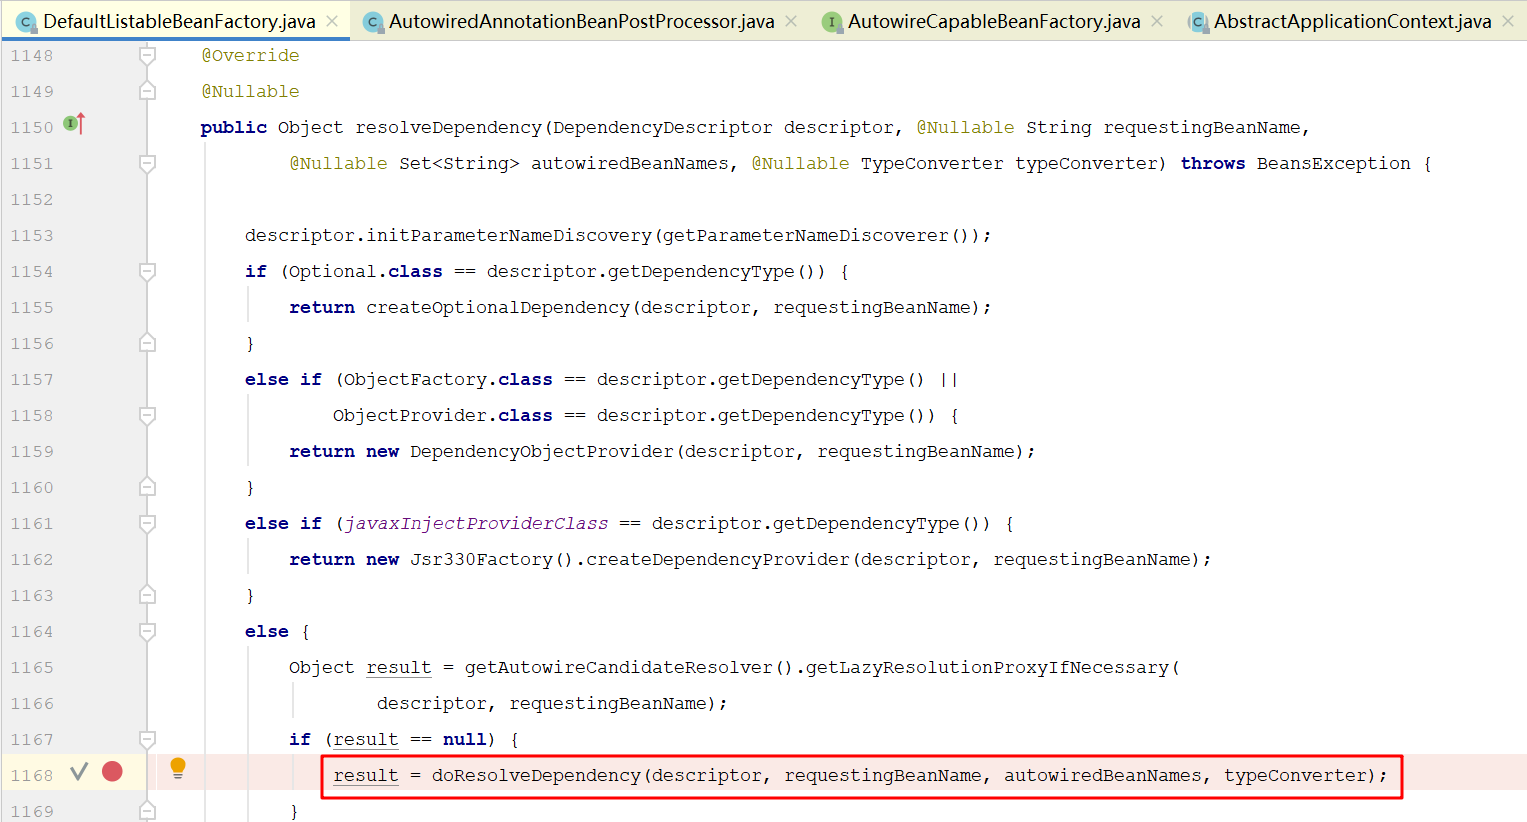 DefaultListableBeanFactory.java AutowiredAnnotationBeanPostProcessor.java AutowireCapableBeanFactory.java AbstractApplicationContext.java
1148 @Override
1149 @Nullable
1150 public Object resolveDependency(DependencyDescriptor descriptor, @Nullable String requestingBeanName,
1151 @Nullable Set<String> autowiredBeanNames, @Nullable TypeConverter typeConverter) throws BeansException {
1152
1153 descriptor.initParameterNameDiscovery(getParameterNameDiscoverer());
1154 if (Optional.class == descriptor.getDependencyType()) {
1155 return createOptionalDependency(descriptor, requestingBeanName);
1156 }
1157 else if (ObjectFactory.class == descriptor.getDependencyType() ||
1158 ObjectProvider.class == descriptor.getDependencyType()) {
1159 return new DependencyObjectProvider(descriptor, requestingBeanName);
1160 }
1161 else if (javaxInjectProviderClass == descriptor.getDependencyType()) {
1162 return new Jsr330Factory().createDependencyProvider(descriptor, requestingBeanName);
1163 }
1164 else {
1165 Object result = getAutowireCandidateResolver().getLazyResolutionProxyIfNecessary(
1166 descriptor, requestingBeanName);
1167 if (result == null) {
1168 result = doResolveDependency(descriptor, requestingBeanName, autowiredBeanNames, typeConverter);
1169 }